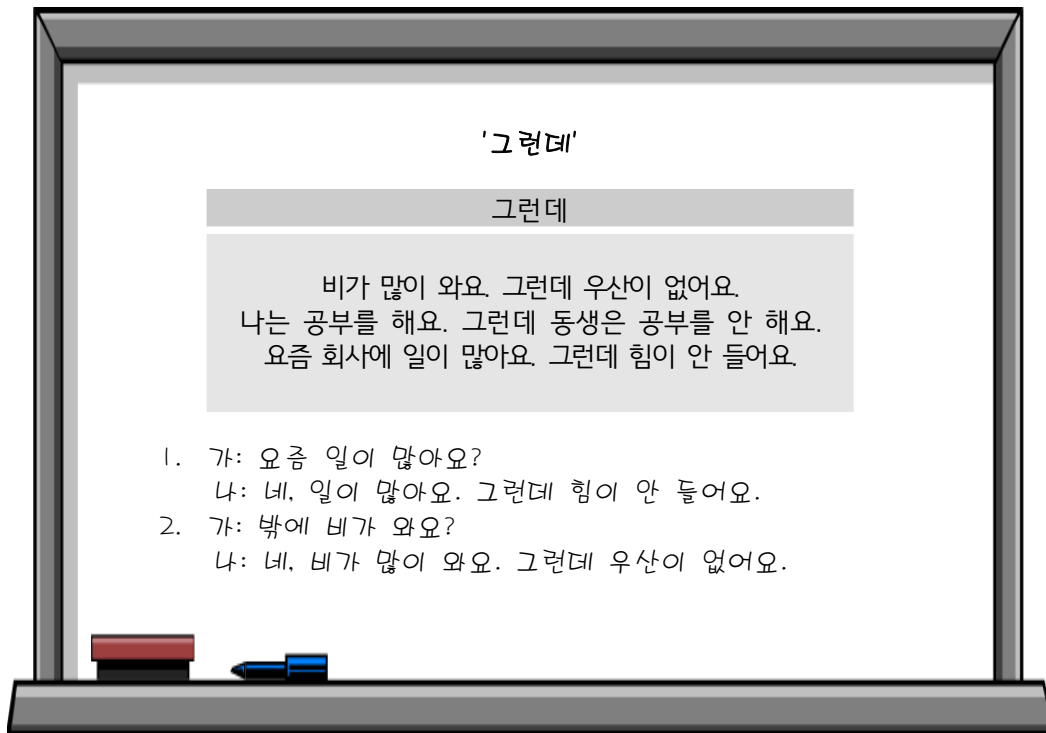 '그런데'
그런데
비가 많이 와요. 그런데 우산이 없어요.
나는 공부를 해요. 그런데 동생은 공부를 안 해요.
요즘 회사에 일이 많아요. 그런데 힘이 안 들어요.
1. 가: 요즘 일이 많아요?
나: 네, 일이 많아요. 그런데 힘이 안 들어요.
2. 가: 밖에 비가 와요?
나: 네, 비가 많이 와요. 그런데 우산이 없어요.